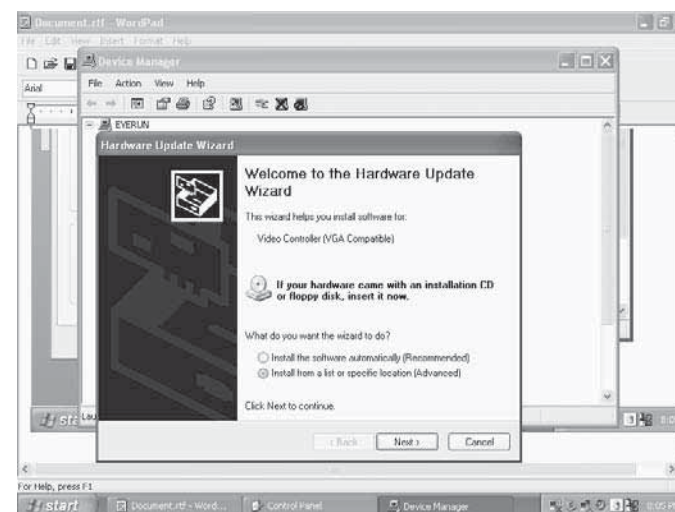 Document.rtf - WordPad
File Edit View Insert Format Help
Device Manager
Arial
File Action View Help
EVERUN
Hardware Update Wizard
Welcome to the Hardware Update
Wizard
This wizard helps you install software for:
Video Controller (VGA Compatible)
If your hardware came with an installation CD
or floppy disk, insert it now.
What do you want the wizard to do?
Install the software automatically (Recommended)
Install from a list or specific location (Advanced)
Click Next to continue.
< Back Next > Cancel
For Help, press F1
start Document.rtf - Word... Control Panel Device Manager